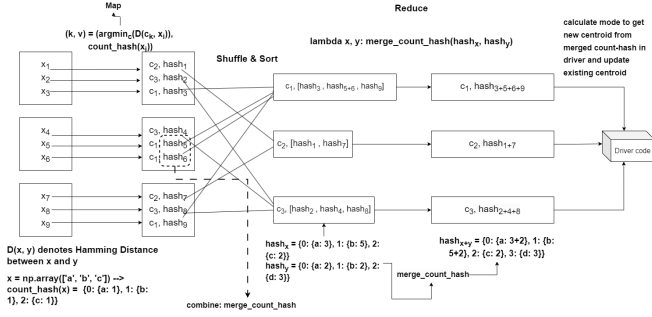 Map
Reduce
(k, v) = (argmin_c(D(c_k, x_i)),
count_hash(x_i))
Shuffle & Sort
lambda x, y: merge_count_hash(hash_x, hash_y)
calculate mode to get
new centroid from
merged count-hash in
driver and update
existing centroid
x_1
x_2
x_3
c_2, hash_1
c_3, hash_2
c_1, hash_3
x_4
x_5
x_6
c_3, hash_4
c_1, hash_5
c_1, hash_6
x_7
x_8
x_9
c_2, hash_7
c_3, hash_8
c_1, hash_9
c_1, [hash_3 , hash_5+6 , hash_9]
c_1, hash_3+5+6+9
c_2, [hash_1 , hash_7]
c_2, hash_1+7
c_3, [hash_2 , hash_4, hash_8]
c_3, hash_2+4+8
Driver code
D(x, y) denotes Hamming Distance
between x and y
x = np.array(['a', 'b', 'c']) -->
count_hash(x) = {0: {a: 1}, 1: {b:
1}, 2: {c: 1}}
combine: merge_count_hash
hash_x = {0: {a: 3}, 1: {b: 5}, 2:
{c: 2}}
hash_y = {0: {a: 2}, 1: {b: 2}, 2:
{d: 3}}
merge_count_hash
hash_x+y = {0: {a: 3+2}, 1: {b:
5+2}, 2: {c: 2}, 3: {d: 3}}